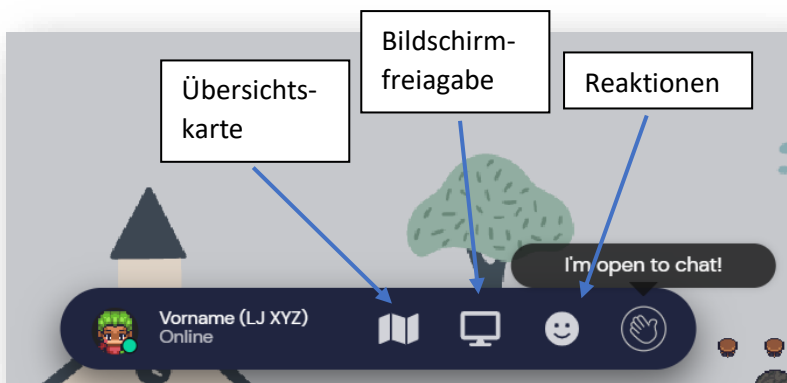 Bildschirm-
freiagabe
Übersichts-
karte
Reaktionen
I'm open to chat!
Vorname (LJ XYZ)
Online